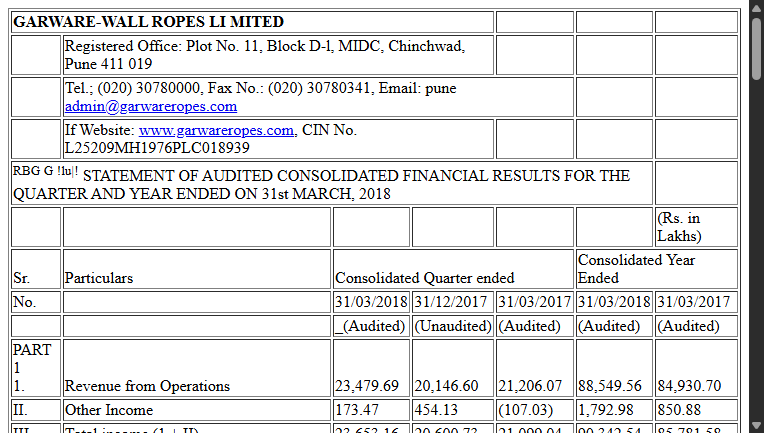 GARWARE-WALL ROPES LI MITED
Registered Office: Plot No. 11, Block D-l, MIDC, Chinchwad,
Pune 411 019
Tel.; (020) 30780000, Fax No.: (020) 30780341, Email: pune
admin@garwareropes.com
If Website: www.garwareropes.com, CIN No.
L25209MH1976PLC018939
RBG G !lu|! STATEMENT OF AUDITED CONSOLIDATED FINANCIAL RESULTS FOR THE
QUARTER AND YEAR ENDED ON 31st MARCH, 2018
(Rs. in
Lakhs)
Sr. Particulars Consolidated Quarter ended Consolidated Year
Ended
No. 31/03/2018 31/12/2017 31/03/2017 31/03/2018 31/03/2017
_(Audited) (Unaudited) (Audited) (Audited) (Audited)
PART
1
1. Revenue from Operations 23,479.69 20,146.60 21,206.07 88,549.56 84,930.70
II. Other Income 173.47 454.13 (107.03) 1,792.98 850.88
III. Total income (1 + II) 23,653.16 20,600.73 21,099.04 90,342.54 85,781.58